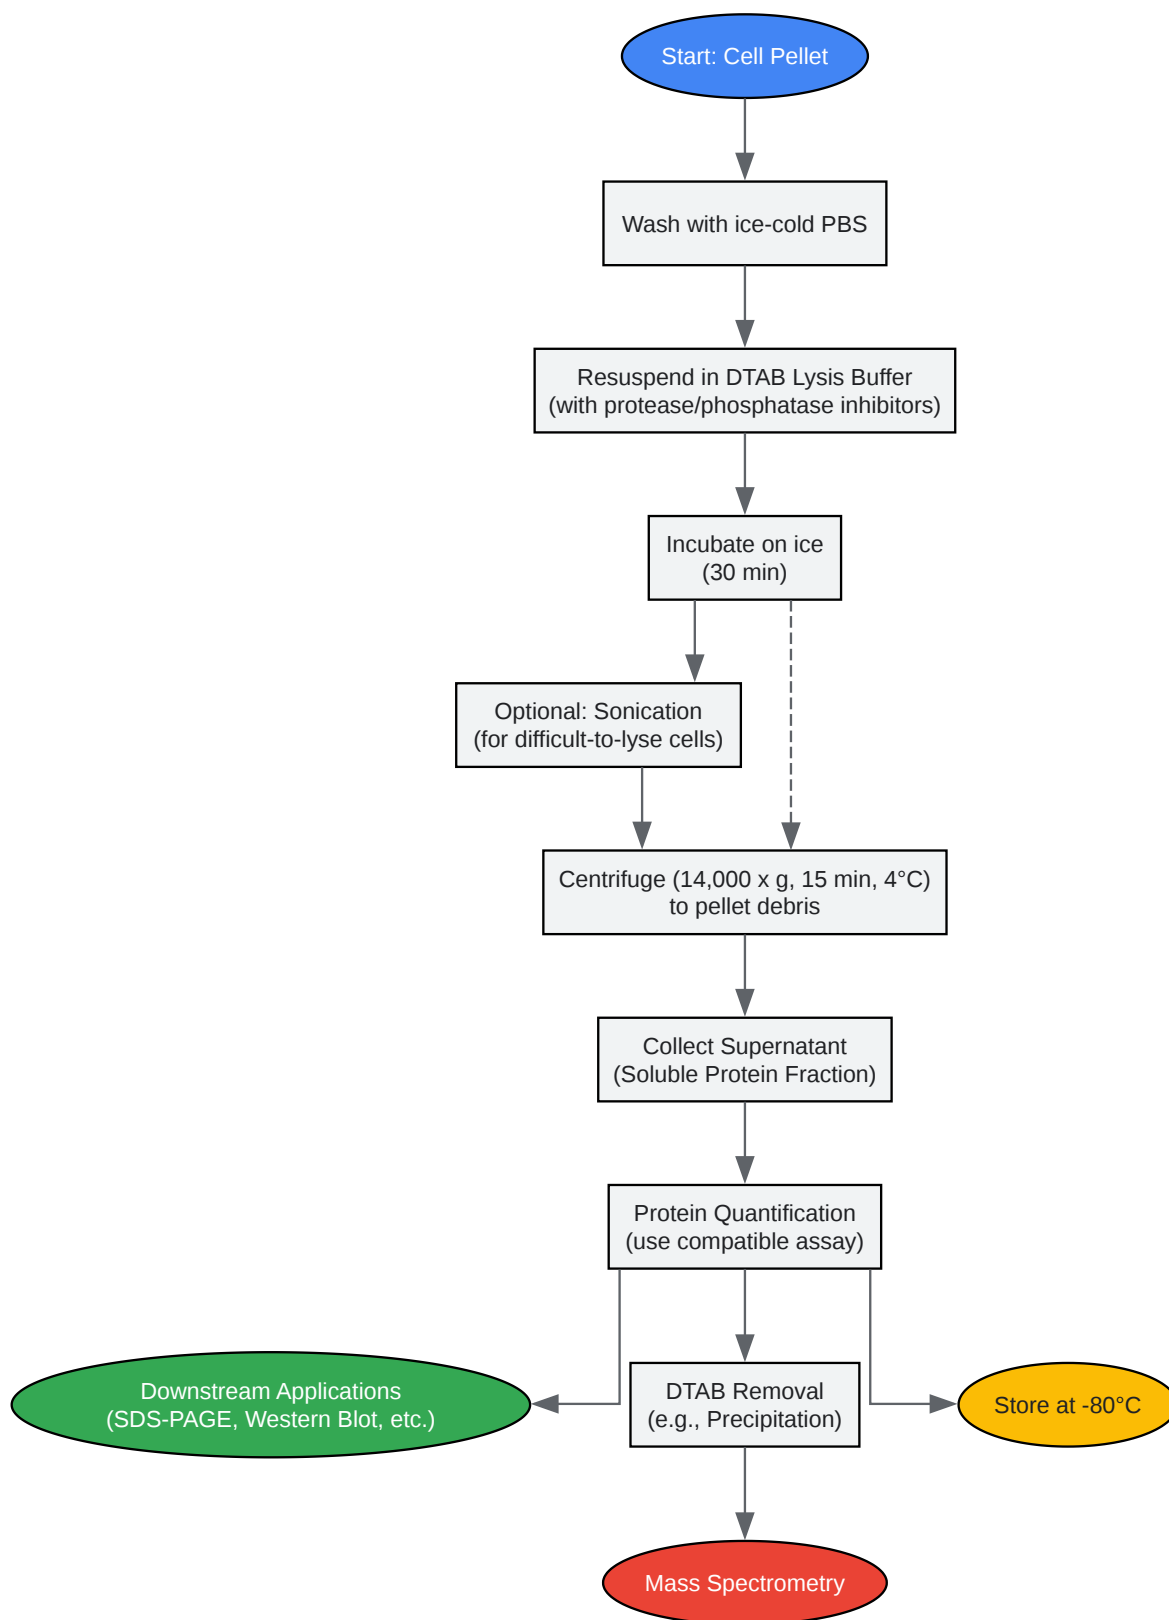 Start: Cell Pellet
Wash with ice-cold PBS
Resuspend in DTAB Lysis Buffer
(with protease/phosphatase inhibitors)
Incubate on ice
(30 min)
Optional: Sonication
(for difficult-to-lyse cells)
Centrifuge (14,000 x g, 15 min, 4°C)
to pellet debris
Collect Supernatant
(Soluble Protein Fraction)
Protein Quantification
(use compatible assay)
Downstream Applications
(SDS-PAGE, Western Blot, etc.)
DTAB Removal
(e.g., Precipitation)
Store at -80°C
Mass Spectrometry